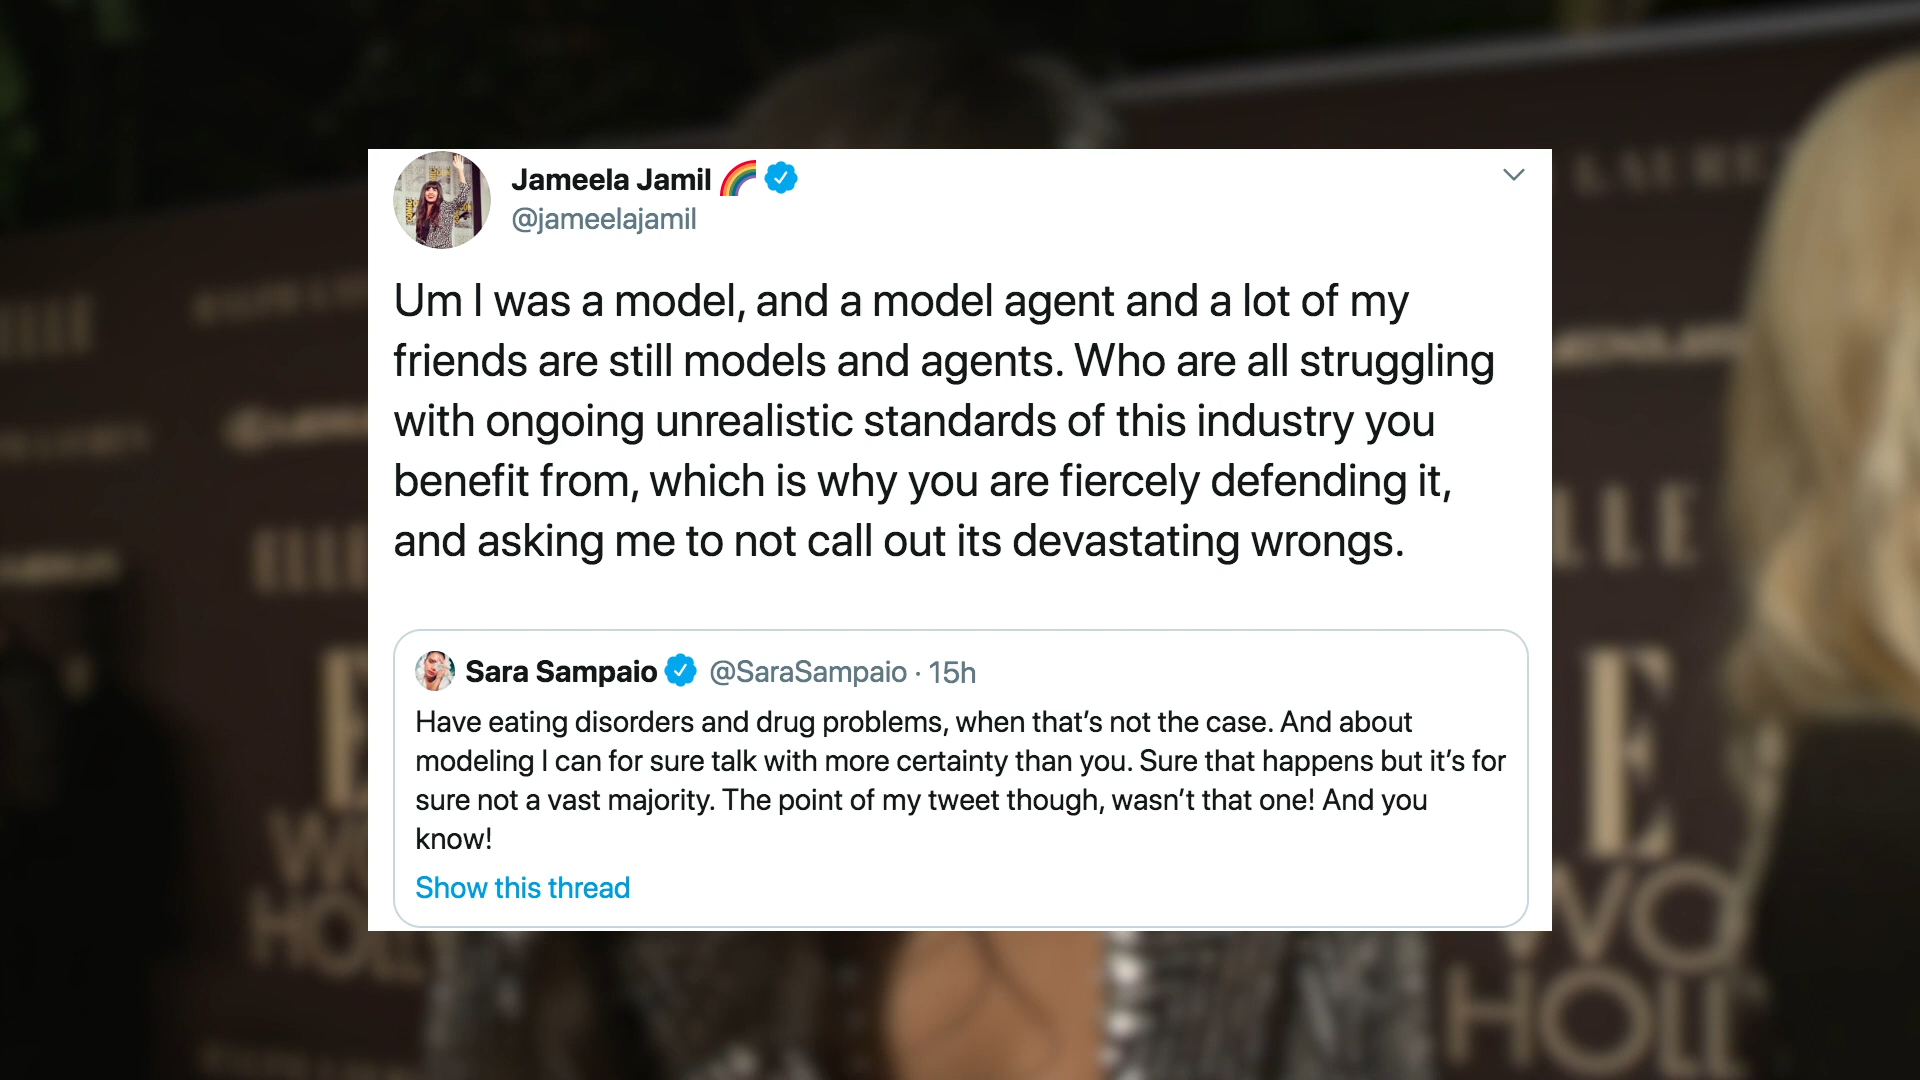 Jameela Jamil
@jameelajamil
Um I was a model, and a model agent and a lot of my
friends are still models and agents. Who are all struggling
with ongoing unrealistic standards of this industry you
benefit from, which is why you are fiercely defending it,
and asking me to not call out its devastating wrongs.
Sara Sampaio @SaraSampaio · 15h
Have eating disorders and drug problems, when that’s not the case. And about
modeling I can for sure talk with more certainty than you. Sure that happens but it’s for
sure not a vast majority. The point of my tweet though, wasn’t that one! And you
know!
Show this thread